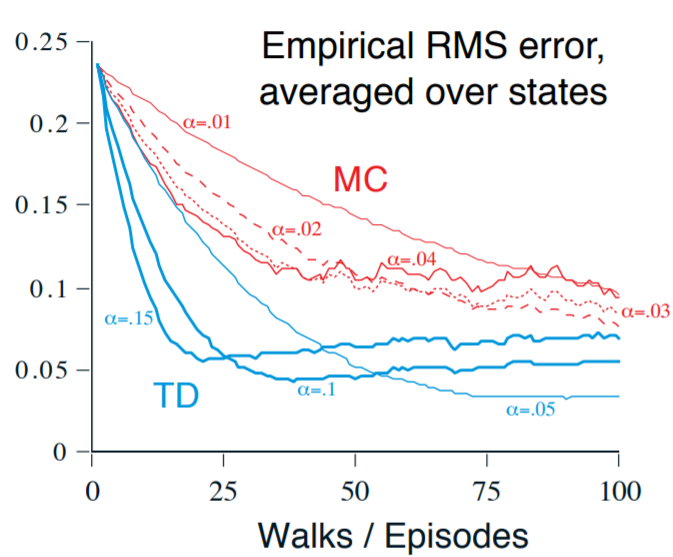 Empirical RMS error,
averaged over states
0.25
0.2
0.15
0.1
0.05
0
α=.01
MC
α=.02
α=.04
α=.03
α=.15
TD
α=.1
α=.05
0 25 50 75 100
Walks / Episodes